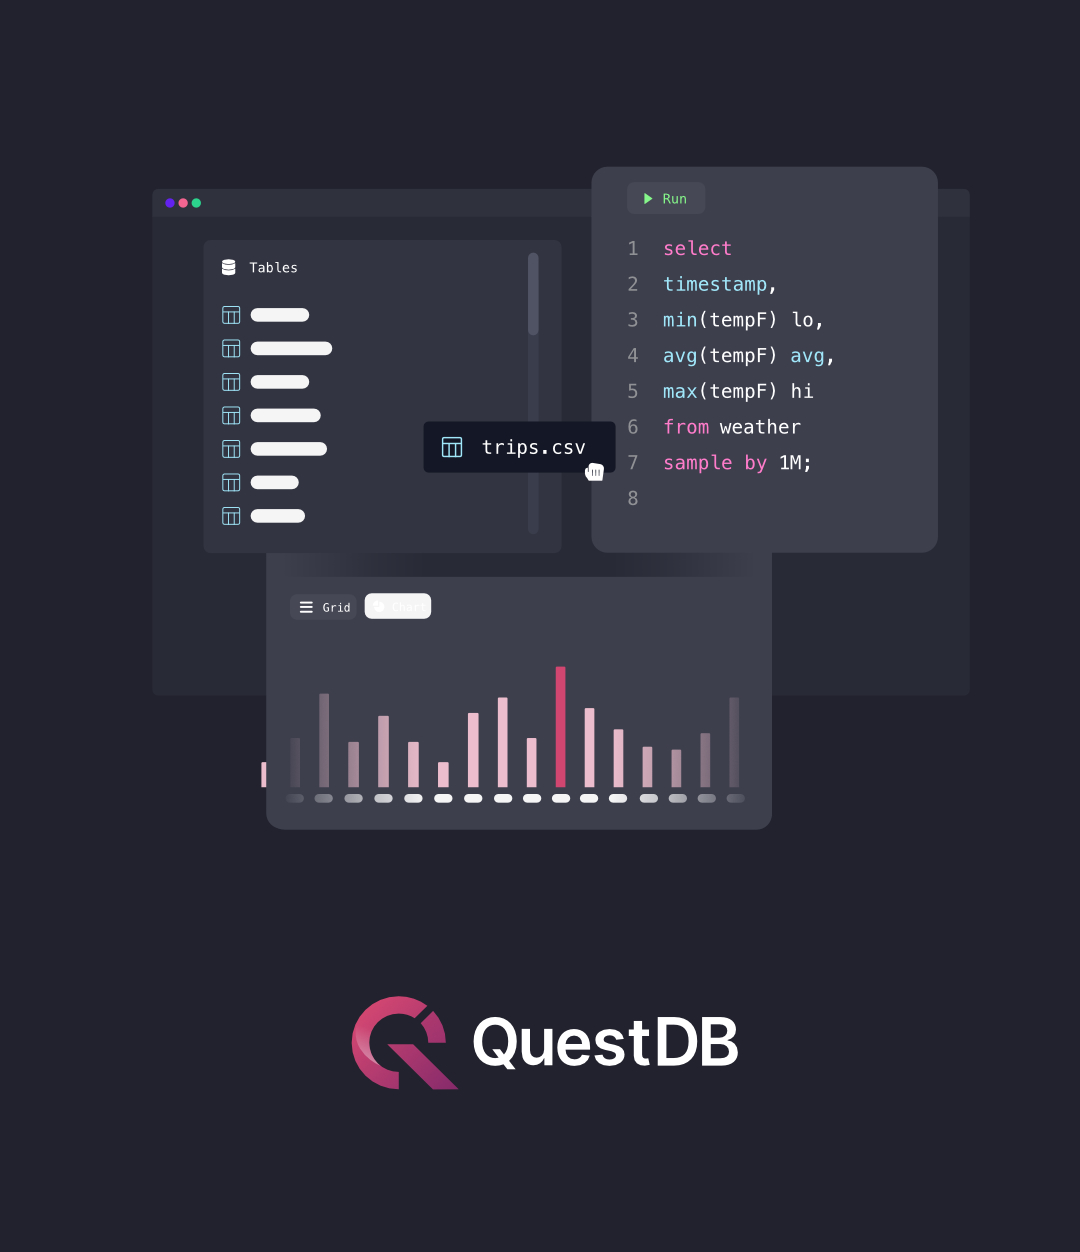 Tables
trips.csv
Run
1 select
2 timestamp,
3 min(tempF) lo,
4 avg(tempF) avg,
5 max(tempF) hi
6 from weather
7 sample by 1M;
8
Grid
Chart
QuestDB